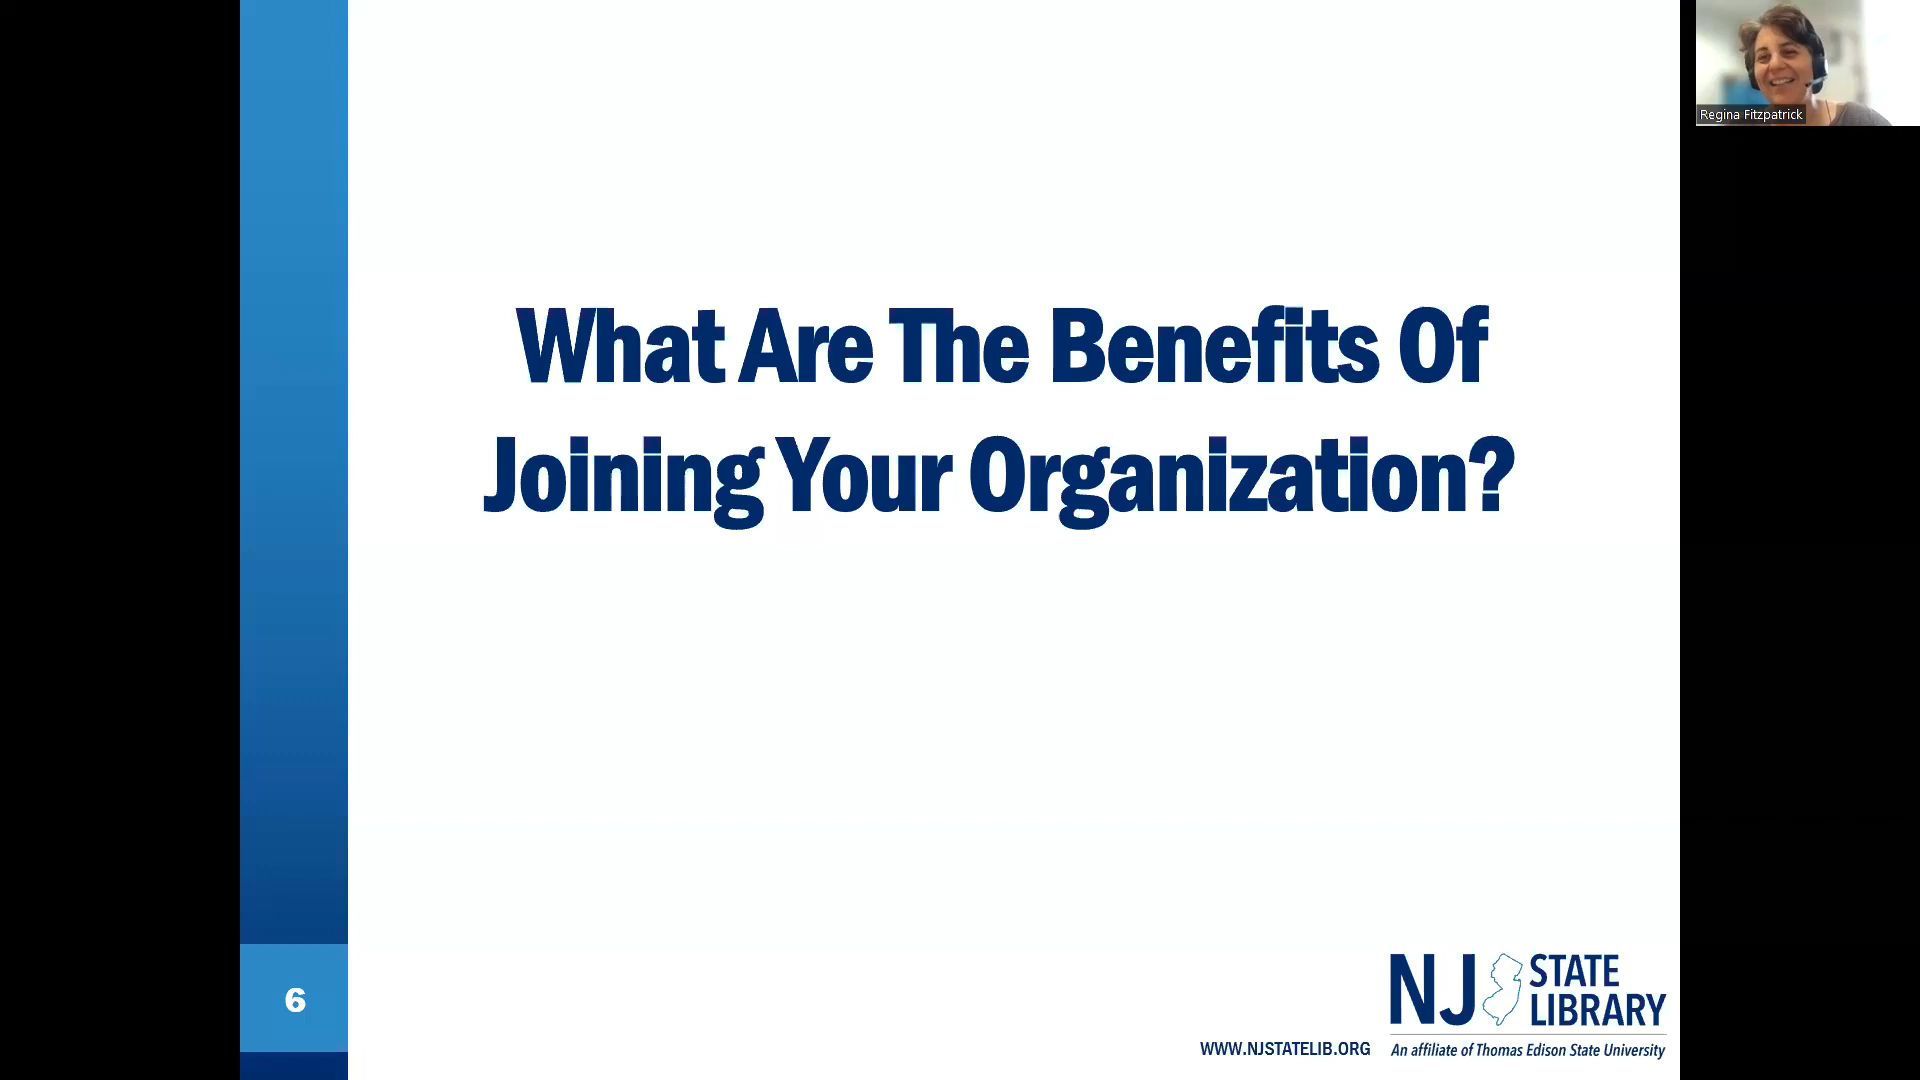 Regina Fitzpatrick
What Are The Benefits Of
Joining Your Organization?
6
WWW.NJSTATELIB.ORG
NJ STATE
LIBRARY
An affiliate of Thomas Edison State University